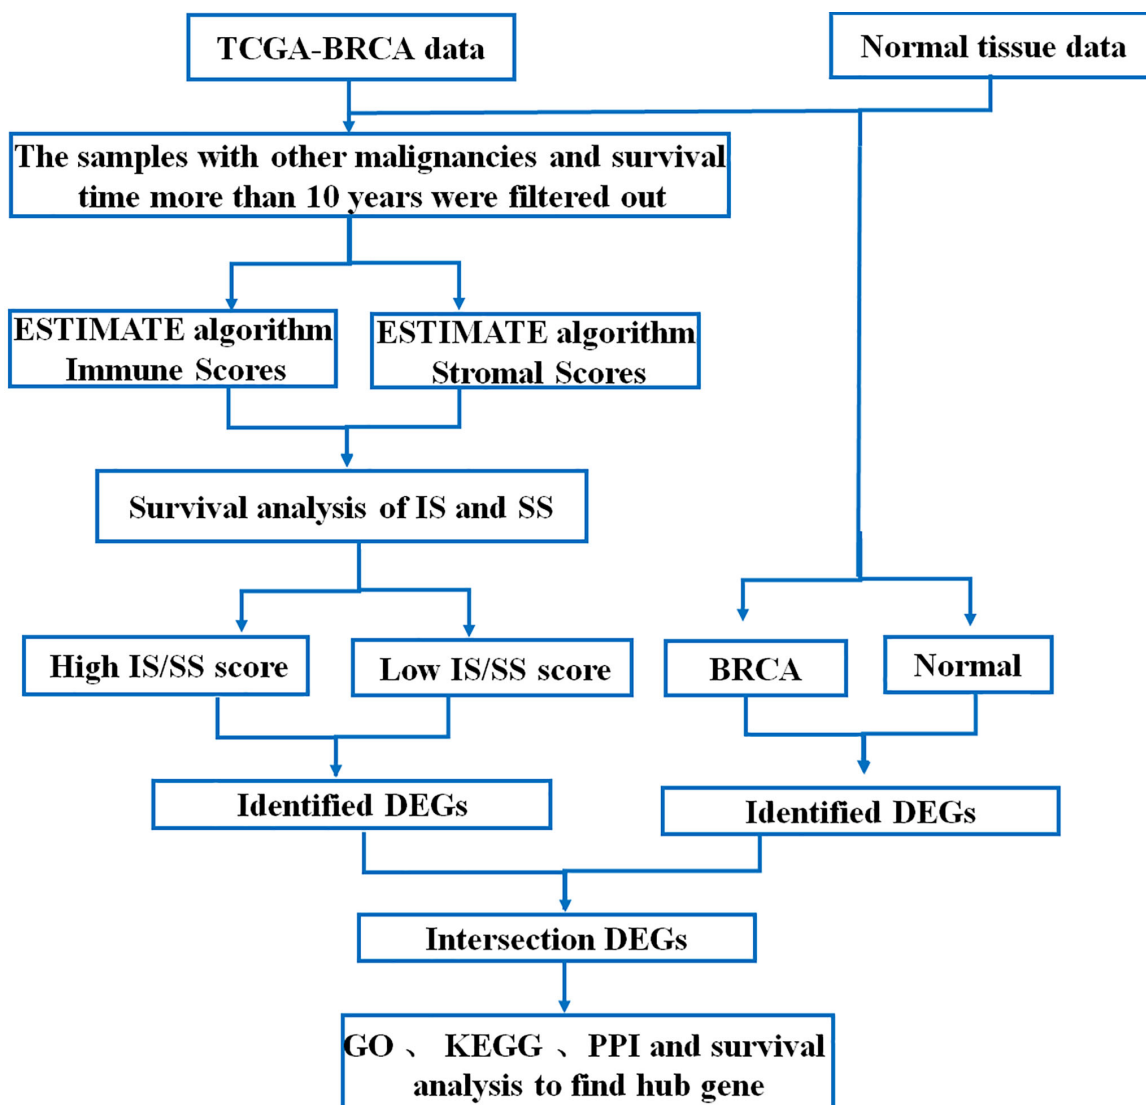 TCGA-BRCA data
Normal tissue data
The samples with other malignancies and survival
time more than 10 years were filtered out
ESTIMATE algorithm
Immune Scores
ESTIMATE algorithm
Stromal Scores
Survival analysis of IS and SS
High IS/SS score
Low IS/SS score
BRCA
Normal
Identified DEGs
Identified DEGs
Intersection DEGs
GO 、 KEGG 、PPI and survival
analysis to find hub gene